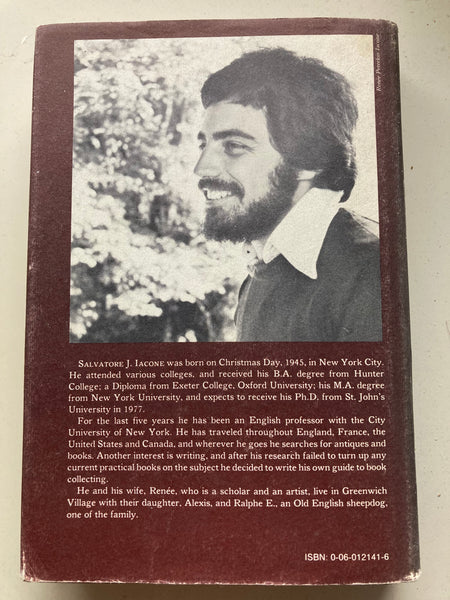 Renée Porreker Iacone
SALVATORE J. IACONE was born on Christmas Day, 1945, in New York City.
He attended various colleges, and received his B.A. degree from Hunter
College; a Diploma from Exeter College, Oxford University; his M.A. degree
from New York University, and expects to receive his Ph.D. from St. John's
University in 1977.
For the last five years he has been an English professor with the City
University of New York. He has traveled throughout England, France, the
United States and Canada, and wherever he goes he searches for antiques and
books. Another interest is writing, and after his research failed to turn up any
current practical books on the subject he decided to write his own guide to book
collecting.
He and his wife, Renée, who is a scholar and an artist, live in Greenwich
Village with their daughter, Alexis, and Ralphe E., an Old English sheepdog,
one of the family.
ISBN: 0-06-012141-6